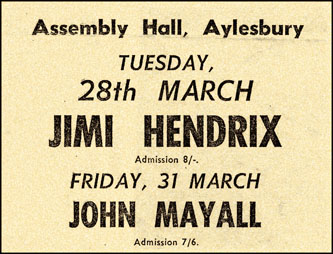 Assembly Hall, Aylesbury
TUESDAY,
28th MARCH
JIMI HENDRIX
Admission 8/-.
FRIDAY, 31 MARCH
JOHN MAYALL
Admission 7/6.